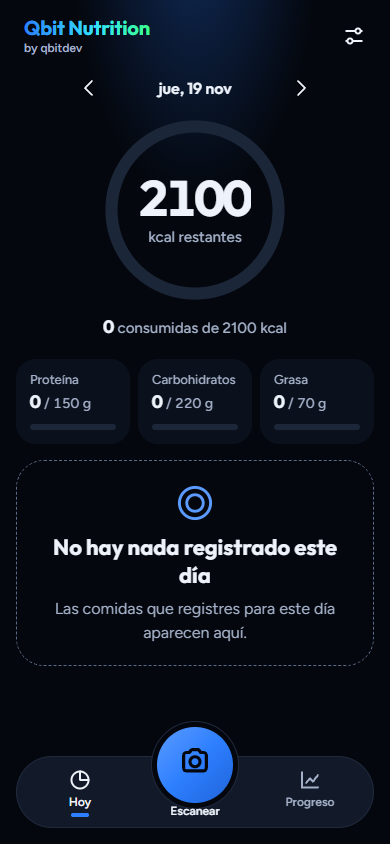 Qbit Nutrition
by qbitdev
jue, 19 nov
2100
kcal restantes
0 consumidas de 2100 kcal
Proteína
0 / 150 g
Carbohidratos
0 / 220 g
Grasa
0 / 70 g
No hay nada registrado este
día
Las comidas que registres para este día
aparecen aquí.
Hoy
Escanear
Progreso